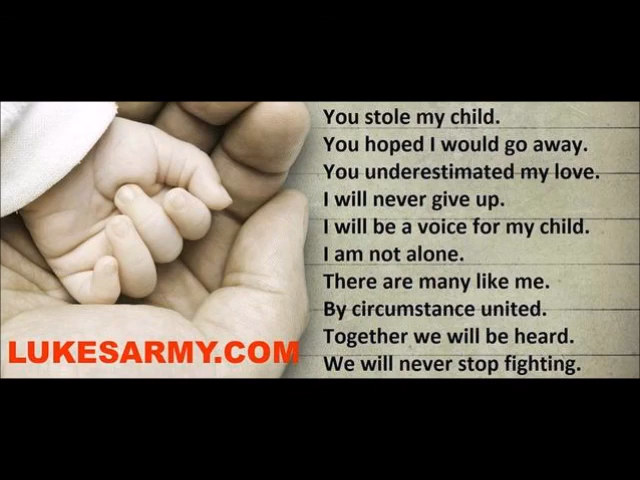 You stole my child.
You hoped I would go away.
You underestimated my love.
I will never give up.
I will be a voice for my child.
I am not alone.
There are many like me.
By circumstance united.
Together we will be heard.
We will never stop fighting.
LUKESARMY.COM